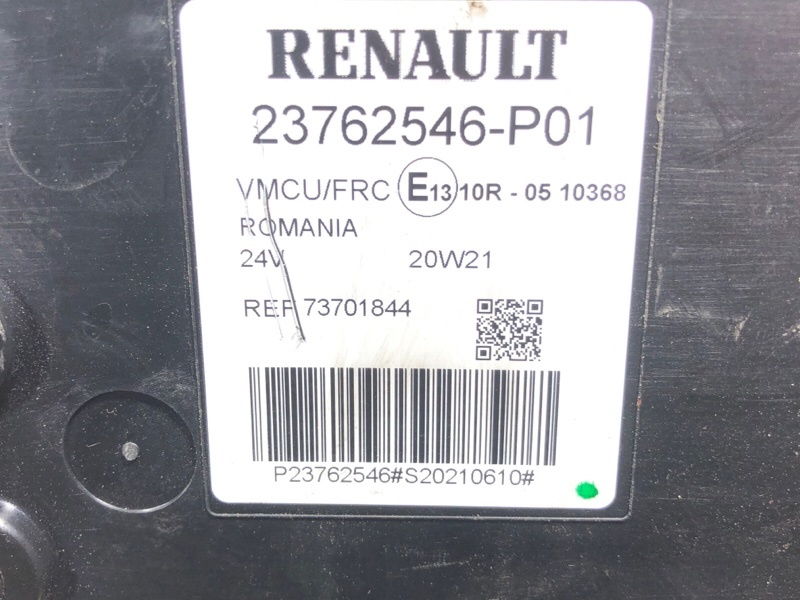 RENAULT
23762546-P01
VMCU/FRC E13 10R - 05 10368
ROMANIA
24V 20W21
REF 73701844
P23762546#S20210610#